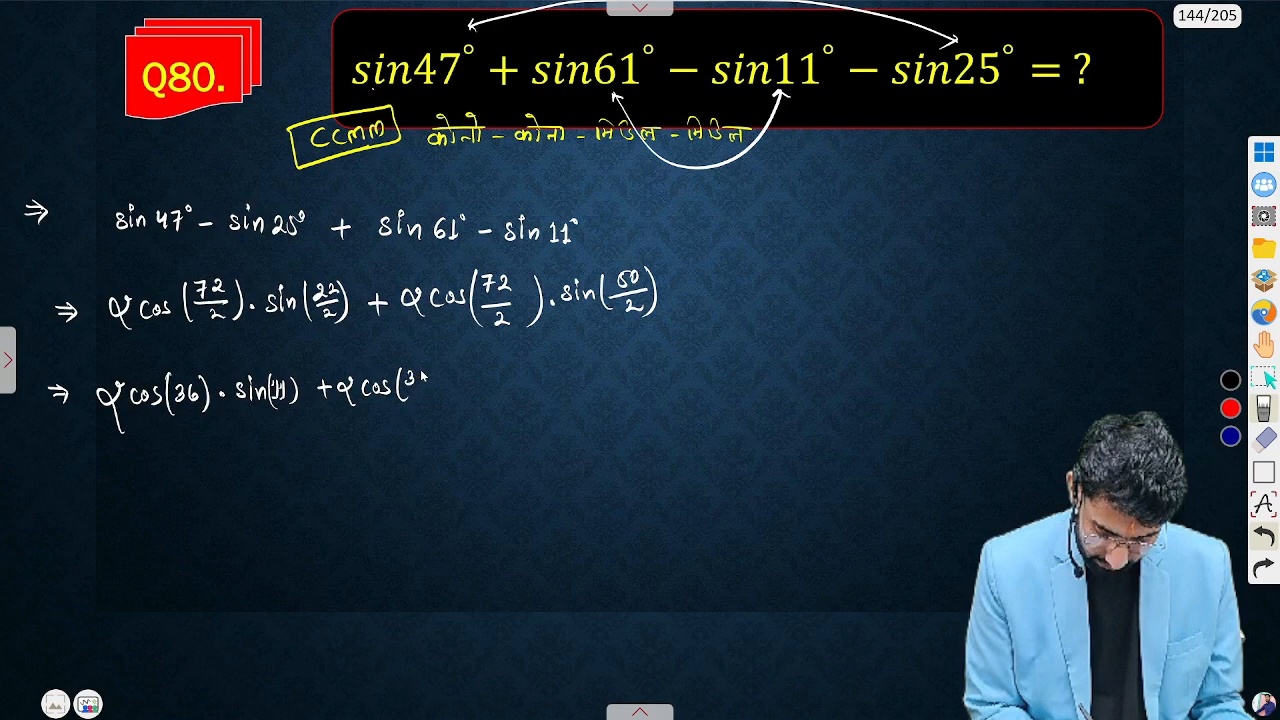 144/205
Q80.
sin47° + sin61° − sin11° − sin25° = ?
CCMM कोना - कोना - मिडिल - मिडिल
⇒ sin 47° − sin 25° + sin 61° − sin 11°
⇒ 2 cos (72/2) · sin(22/2) + 2 cos(72/2) · sin(50/2)
⇒ 2 cos(36) · sin(11) + 2 cos(3